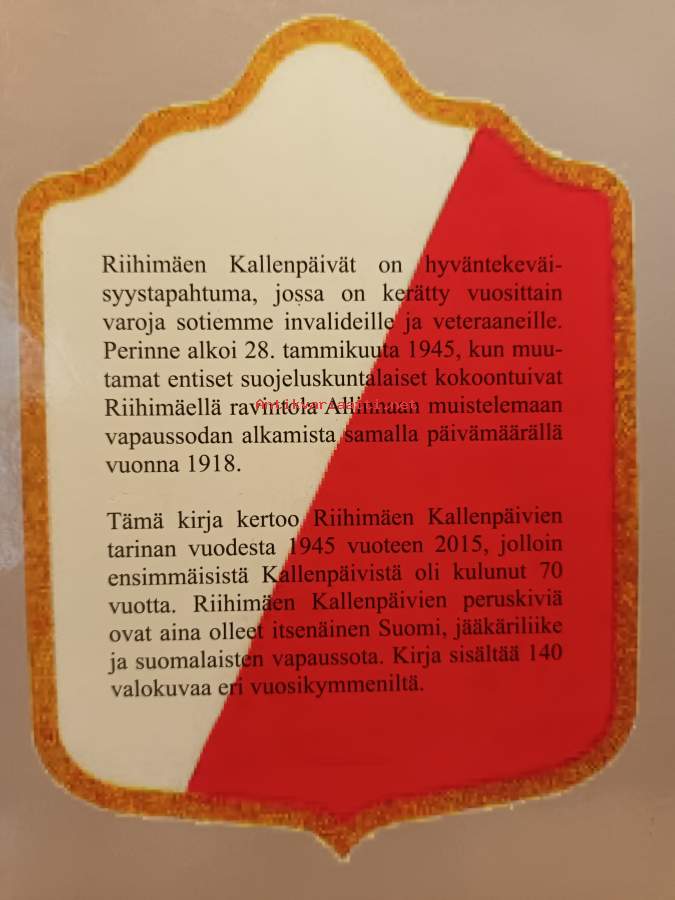 Riihimäen Kallenpäivät on hyväntekeväi-
syystapahtuma, jossa on kerätty vuosittain
varoja sotiemme invalideille ja veteraaneille.
Perinne alkoi 28. tammikuuta 1945, kun muu-
tamat entiset suojeluskuntalaiset kokoontuivat
Riihimäellä ravintola Allinnaan muistelemaan
vapaussodan alkamista samalla päivämäärällä
vuonna 1918.
Tämä kirja kertoo Riihimäen Kallenpäivien
tarinan vuodesta 1945 vuoteen 2015, jolloin
ensimmäisistä Kallenpäivistä oli kulunut 70
vuotta. Riihimäen Kallenpäivien peruskiviä
ovat aina olleet itsenäinen Suomi, jääkäriliike
ja suomalaisten vapaussota. Kirja sisältää 140
valokuvaa eri vuosikymmeniltä.
Antikvariaatti.net